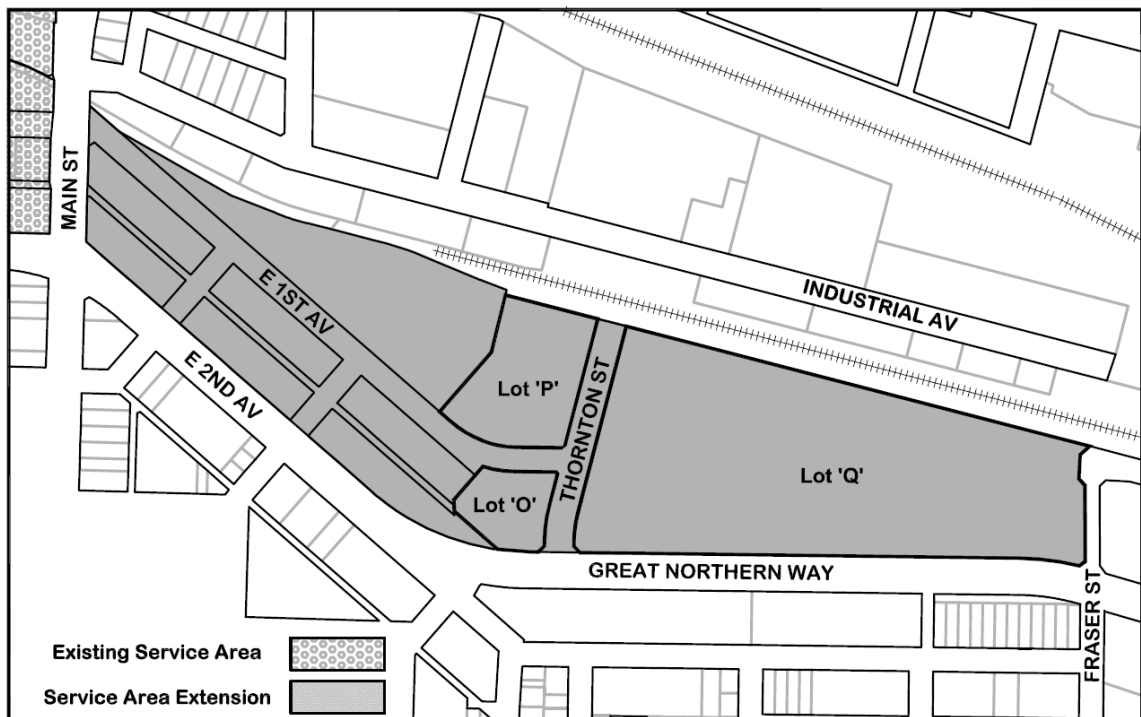 MAIN ST
E 1ST AV
INDUSTRIAL AV
E 2ND AV
Lot 'P'
THORNTON ST
Lot 'Q'
Lot 'O'
GREAT NORTHERN WAY
FRASER ST
Existing Service Area
Service Area Extension